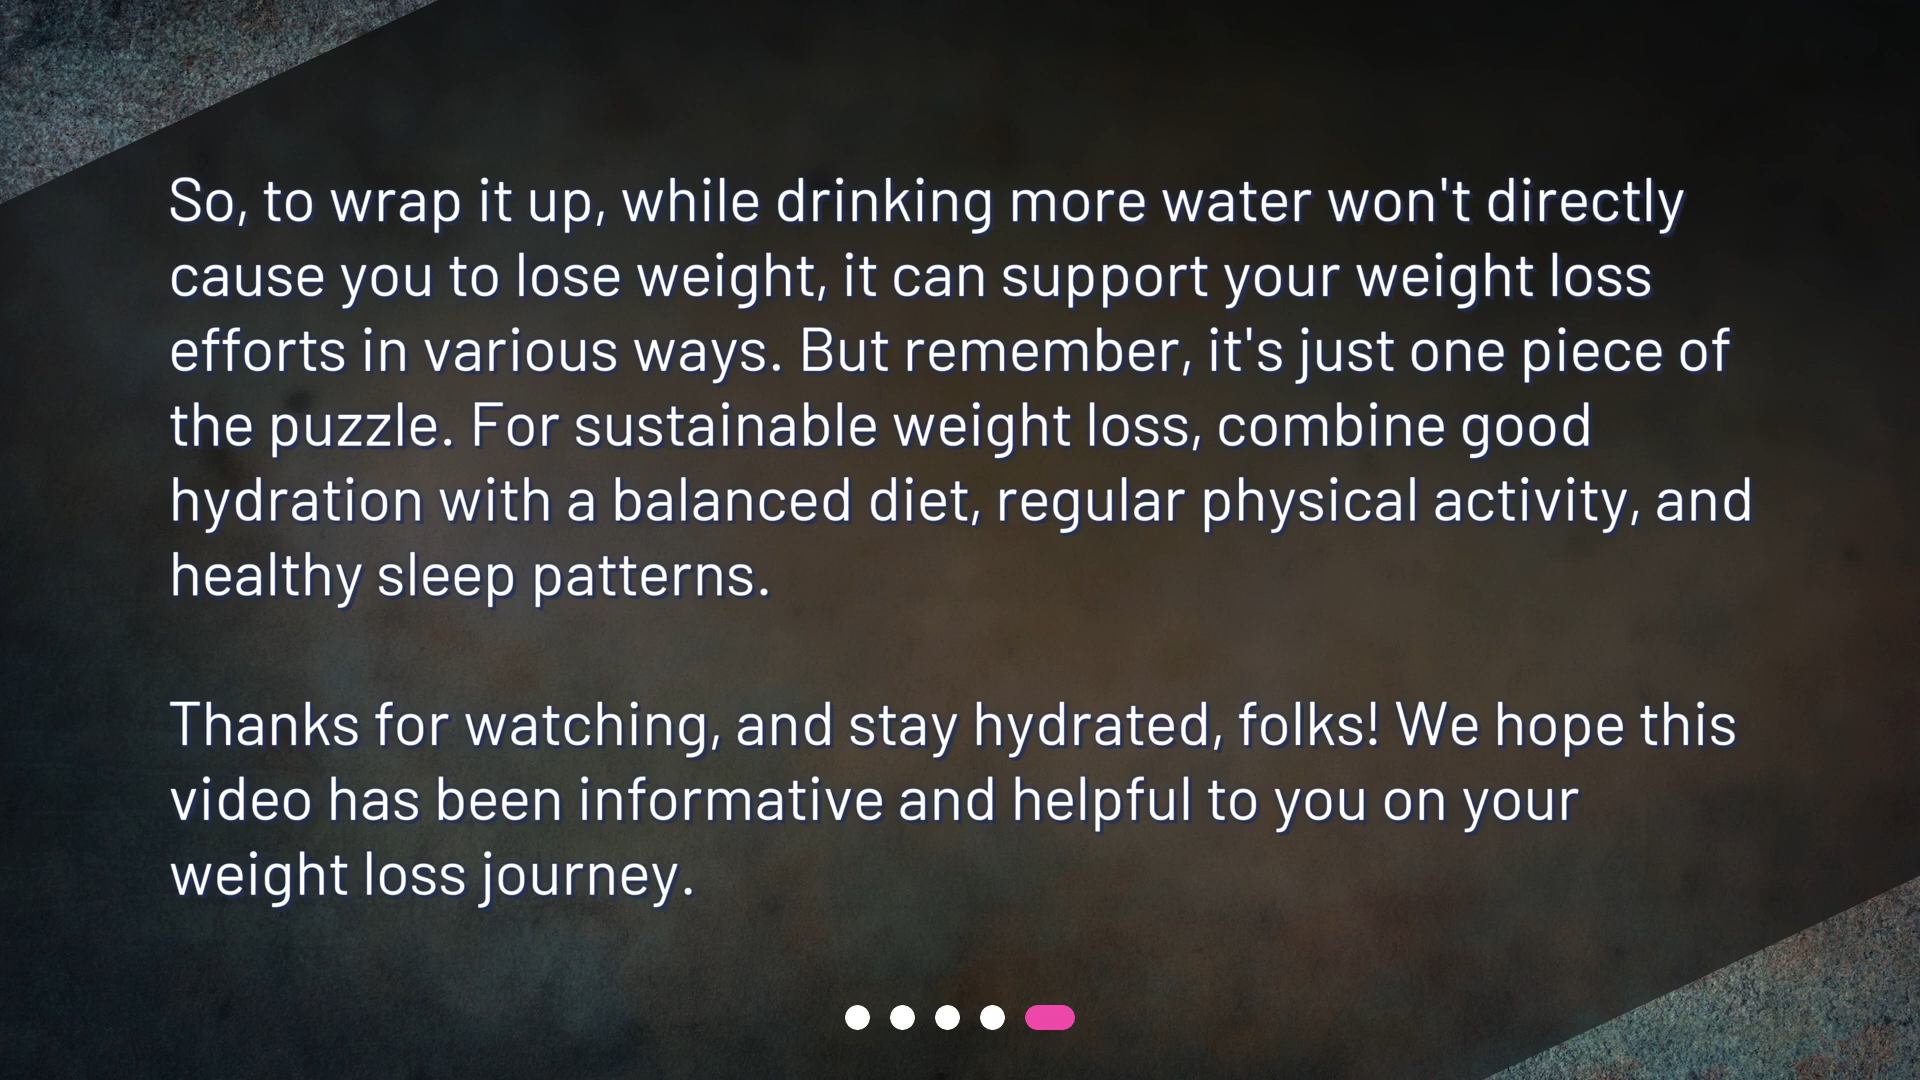 So, to wrap it up, while drinking more water won't directly
cause you to lose weight, it can support your weight loss
efforts in various ways. But remember, it's just one piece of
the puzzle. For sustainable weight loss, combine good
hydration with a balanced diet, regular physical activity, and
healthy sleep patterns.
Thanks for watching, and stay hydrated, folks! We hope this
video has been informative and helpful to you on your
weight loss journey.